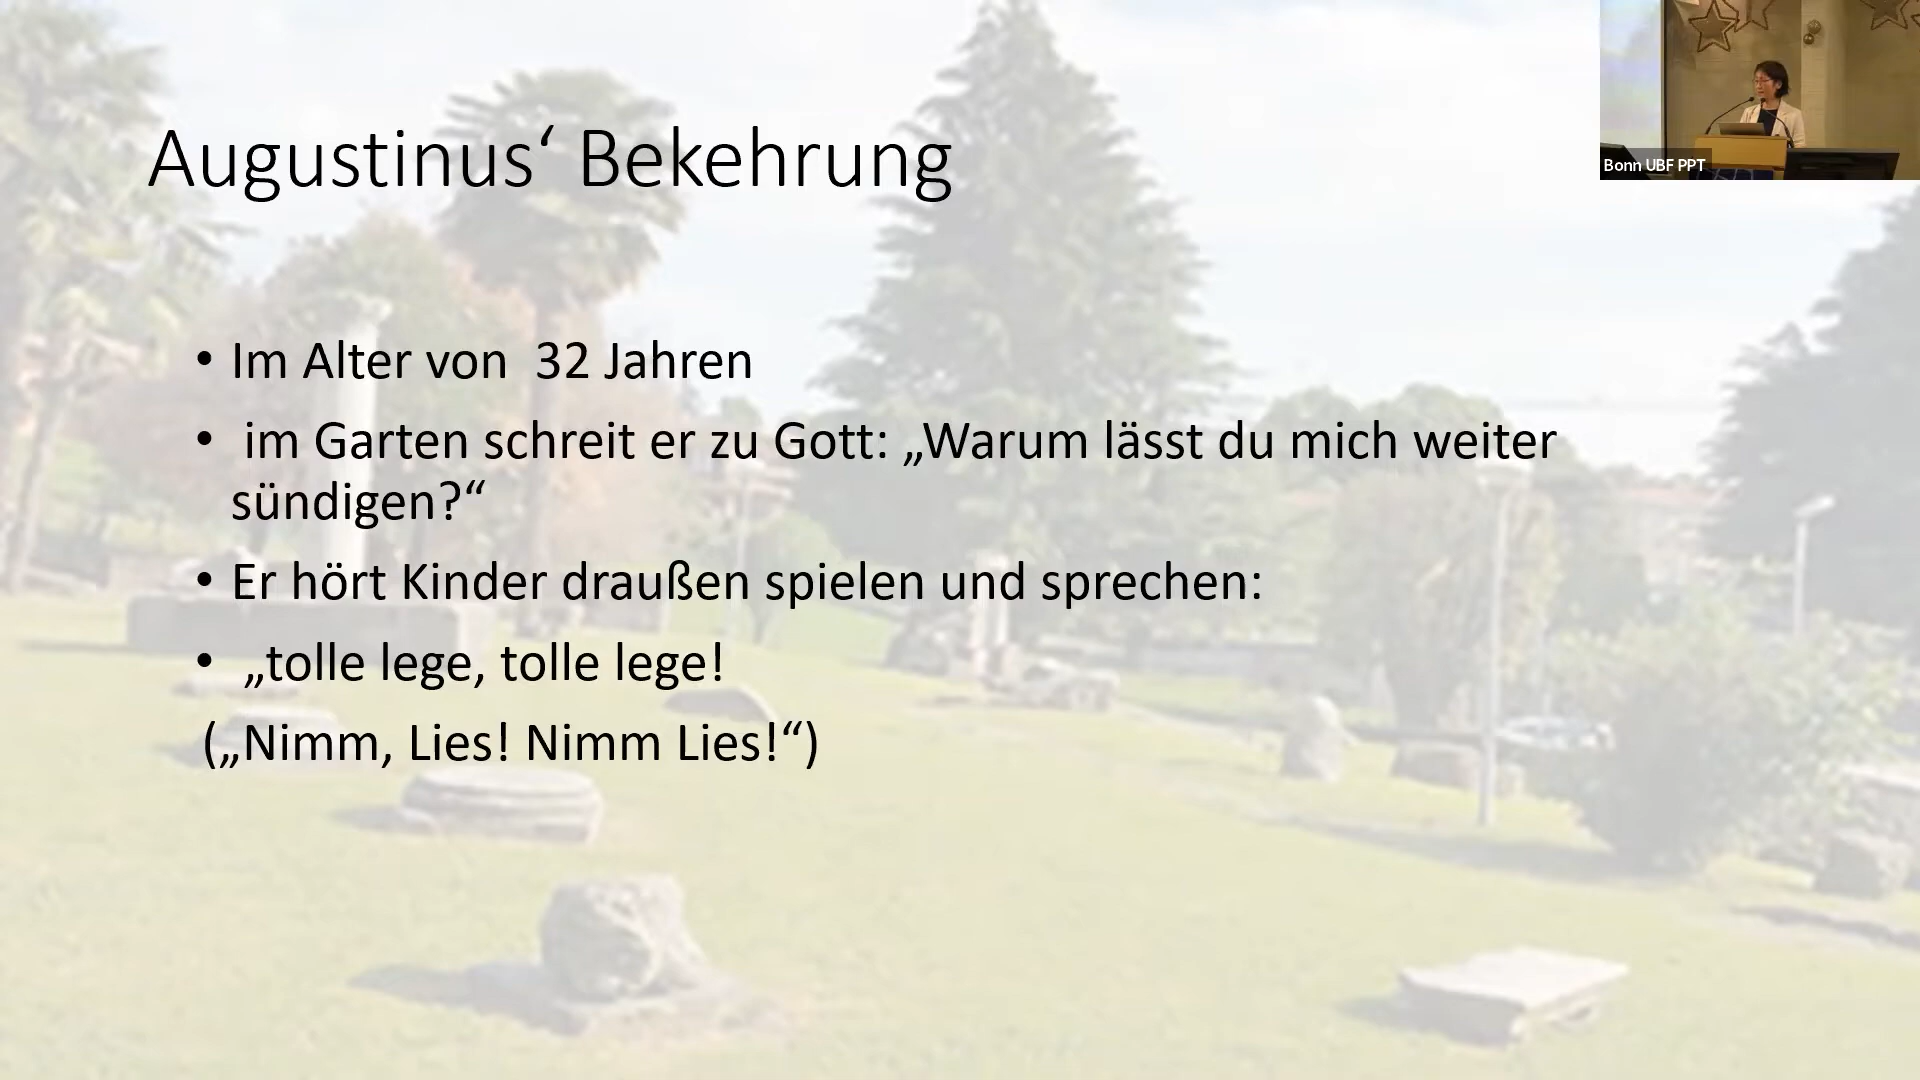 Bonn UBF PPT
Augustinus‘ Bekehrung
• Im Alter von  32 Jahren
• im Garten schreit er zu Gott: „Warum lässt du mich weiter
sündigen?“
• Er hört Kinder draußen spielen und sprechen:
• „tolle lege, tolle lege!
(„Nimm, Lies! Nimm Lies!“)